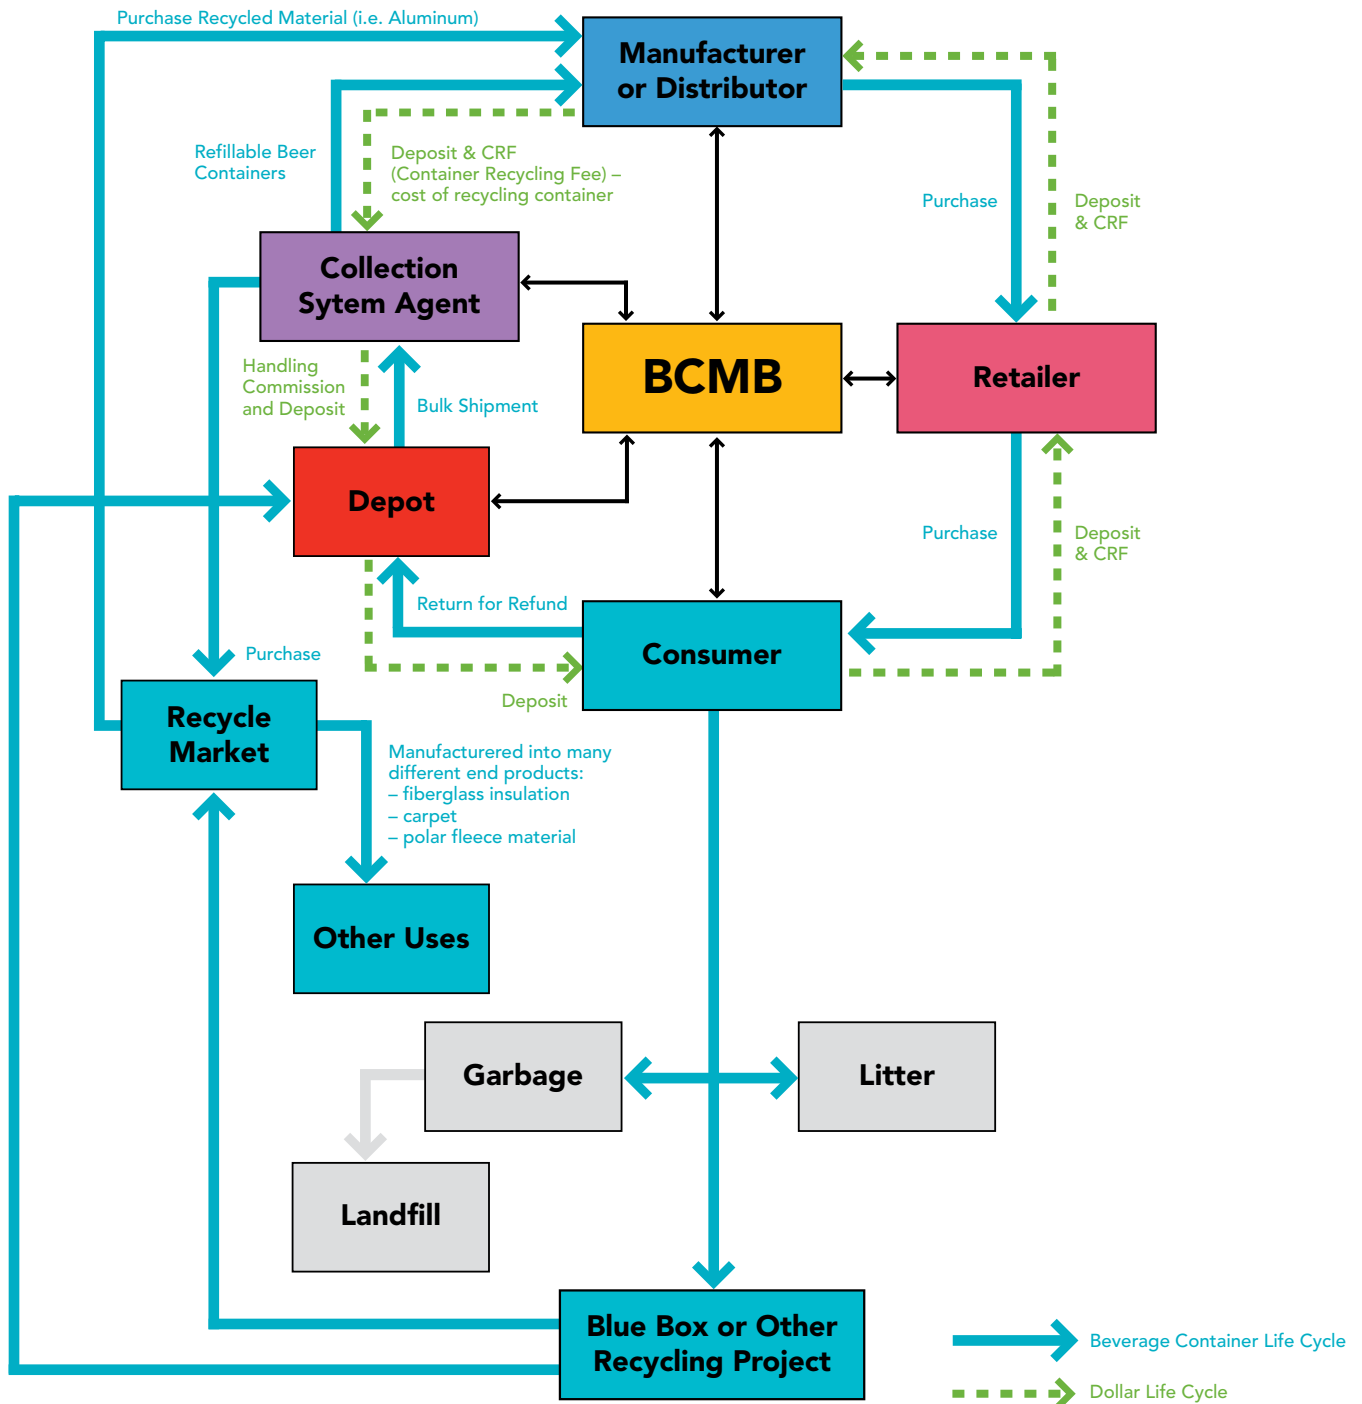 Purchase Recycled Material (i.e. Aluminum)
Manufacturer
or Distributor
Refillable Beer
Containers
Deposit & CRF
(Container Recycling Fee) –
cost of recycling container
Purchase
Deposit
& CRF
Collection
Sytem Agent
BCMB
Retailer
Handling
Commission
and Deposit
Bulk Shipment
Depot
Purchase
Deposit
& CRF
Return for Refund
Consumer
Purchase
Deposit
Recycle
Market
Manufacturered into many
different end products:
– fiberglass insulation
– carpet
– polar fleece material
Other Uses
Garbage
Litter
Landfill
Blue Box or Other
Recycling Project
Beverage Container Life Cycle
Dollar Life Cycle